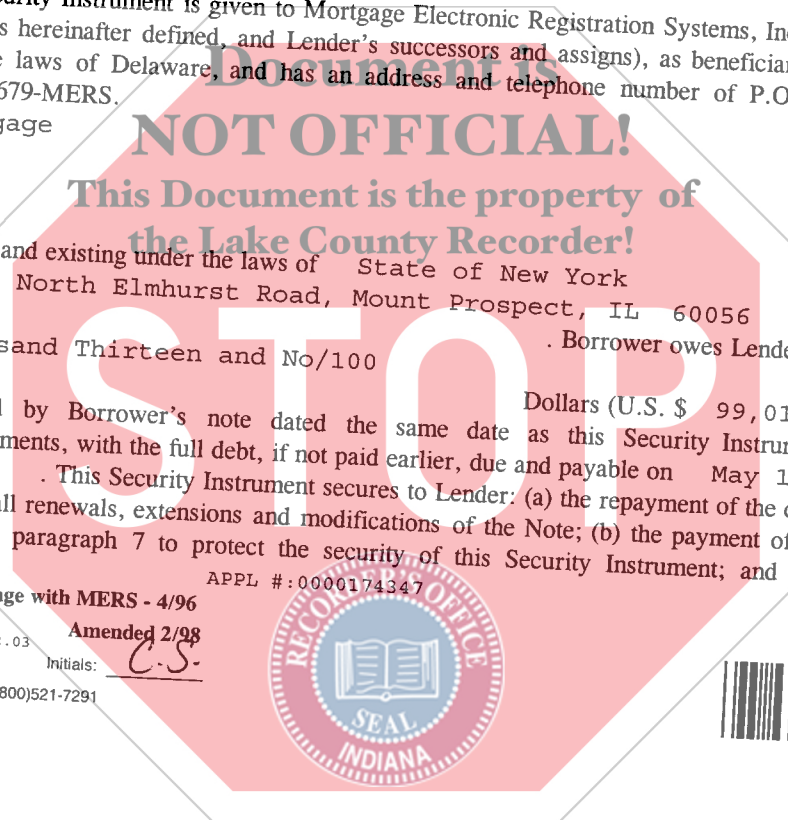 urity Instrument is given to Mortgage Electronic Registration Systems, In
s hereinafter defined, and Lender's successors and assigns), as beneficiar
e laws of Delaware, and has an address and telephone number of P.O
679-MERS.
gage
Document is
NOT OFFICIAL!
This Document is the property of
the Lake County Recorder!
and existing under the laws of State of New York
North Elmhurst Road, Mount Prospect, IL 60056
. Borrower owes Lende
sand Thirteen and No/100
Dollars (U.S. $ 99,01
d by Borrower's note dated the same date as this Security Instrum
ments, with the full debt, if not paid earlier, due and payable on May 1
. This Security Instrument secures to Lender: (a) the repayment of the d
all renewals, extensions and modifications of the Note; (b) the payment of
paragraph 7 to protect the security of this Security Instrument; and
STOP
APPL #:0000174347
age with MERS - 4/96
Amended 2/98
.03
Initials: C.S.
800)521-7291
RECORDER'S OFFICE
SEAL
INDIANA